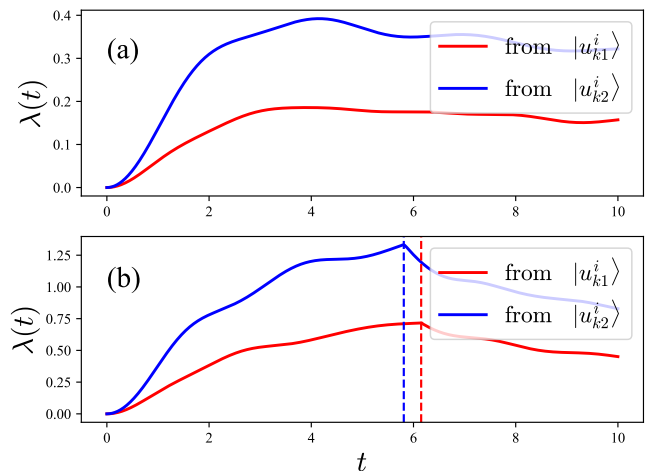 0.4
0.3
0.2
0.1
0.0
λ(t)
(a)
from |u^i_{k1}⟩
from |u^i_{k2}⟩
0 2 4 6 8 10
1.25
1.00
0.75
0.50
0.25
0.00
λ(t)
(b)
from |u^i_{k1}⟩
from |u^i_{k2}⟩
0 2 4 6 8 10
t